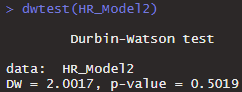 > dwtest(HR_Model2)
Durbin-Watson test
data: HR_Model2
DW = 2.0017, p-value = 0.5019